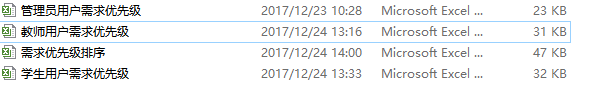 管理员用户需求优先级 2017/12/23 10:28 Microsoft Excel ... 23 KB
教师用户需求优先级 2017/12/24 13:16 Microsoft Excel ... 31 KB
需求优先级排序 2017/12/24 14:00 Microsoft Excel ... 47 KB
学生用户需求优先级 2017/12/24 13:33 Microsoft Excel ... 32 KB